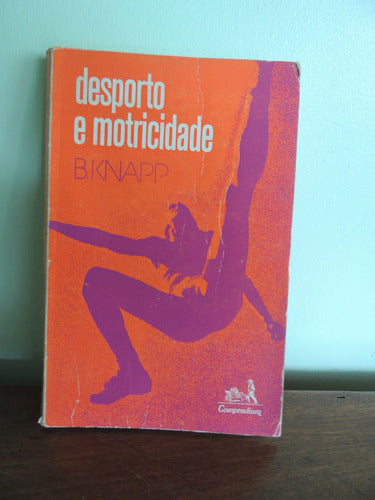 desporto
e motricidade
B. KNAPP
Compendium